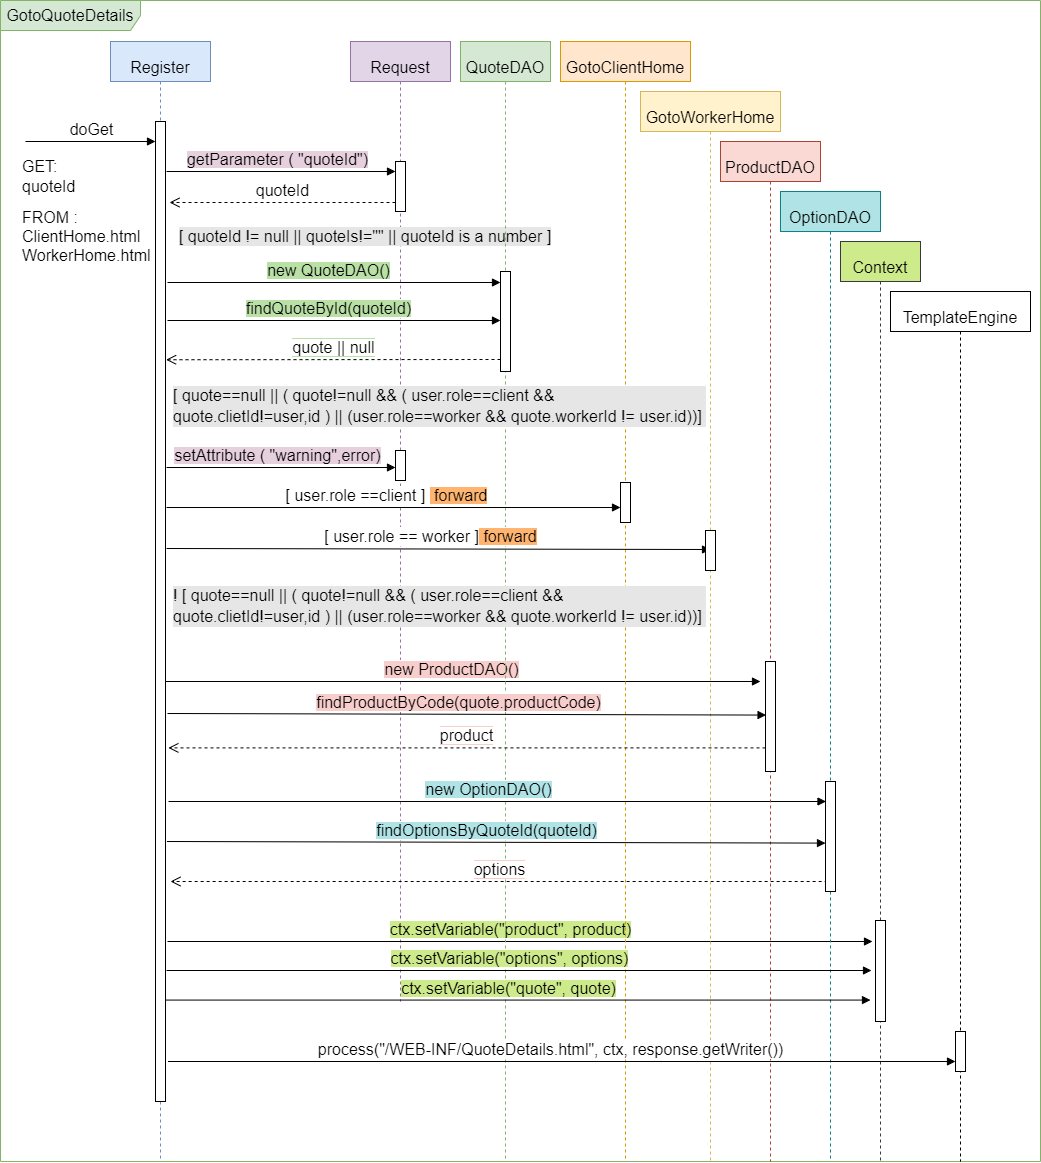 GotoQuoteDetails
Register
Request
QuoteDAO
GotoClientHome
GotoWorkerHome
ProductDAO
OptionDAO
Context
TemplateEngine
doGet
GET:
quoteId
FROM :
ClientHome.html
WorkerHome.html
getParameter ( "quoteId")
quoteId
[ quoteId != null || quoteIs!="" || quoteId is a number ]
new QuoteDAO()
findQuoteById(quoteId)
quote || null
[ quote==null || ( quote!=null && ( user.role==client &&
quote.clietId!=user,id ) || (user.role==worker && quote.workerId != user.id))]
setAttribute ( "warning",error)
[ user.role ==client ] forward
[ user.role == worker ] forward
! [ quote==null || ( quote!=null && ( user.role==client &&
quote.clietId!=user,id ) || (user.role==worker && quote.workerId != user.id))]
new ProductDAO()
findProductByCode(quote.productCode)
product
new OptionDAO()
findOptionsByQuoteId(quoteId)
options
ctx.setVariable("product", product)
ctx.setVariable("options", options)
ctx.setVariable("quote", quote)
process("/WEB-INF/QuoteDetails.html", ctx, response.getWriter())